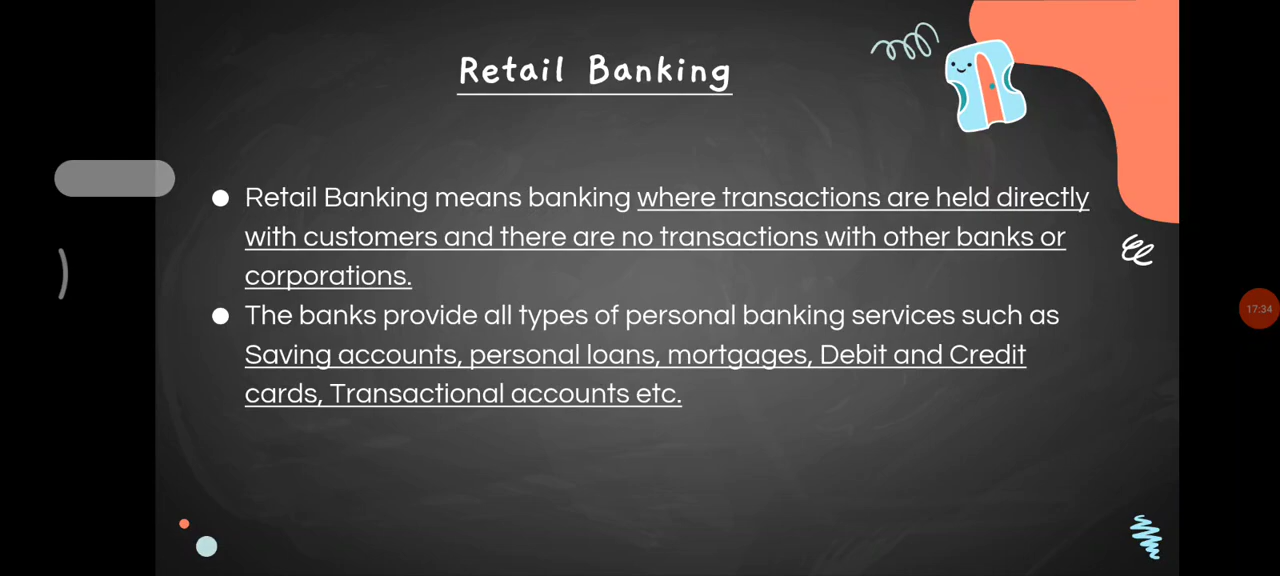 Retail Banking
Retail Banking means banking where transactions are held directly
with customers and there are no transactions with other banks or
corporations.
The banks provide all types of personal banking services such as
Saving accounts, personal loans, mortgages, Debit and Credit
cards, Transactional accounts etc.
17:34